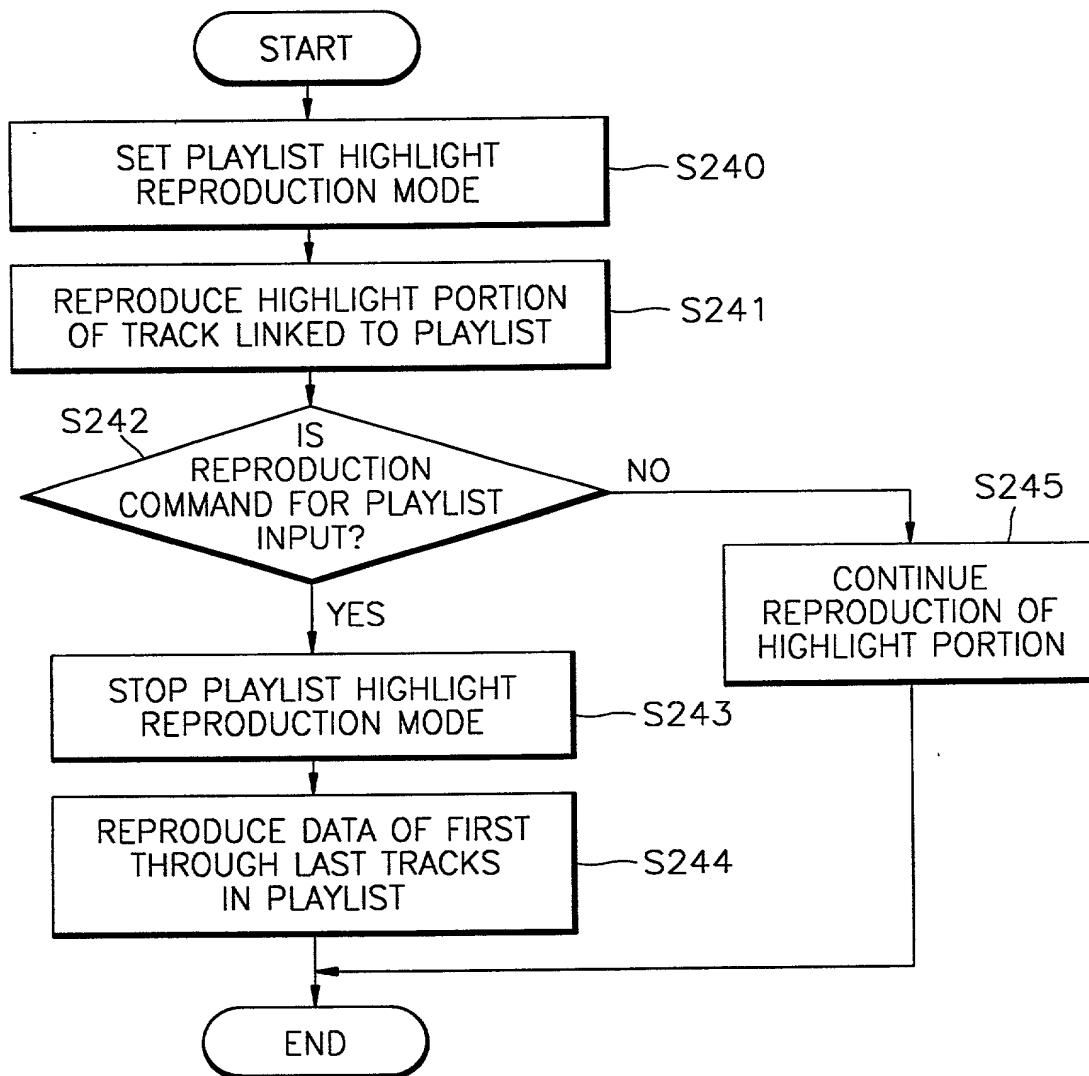 START
SET PLAYLIST HIGHLIGHT
REPRODUCTION MODE
S240
REPRODUCE HIGHLIGHT PORTION
OF TRACK LINKED TO PLAYLIST
S241
S242
IS
REPRODUCTION
COMMAND FOR PLAYLIST
INPUT?
NO
S245
CONTINUE
REPRODUCTION OF
HIGHLIGHT PORTION
YES
STOP PLAYLIST HIGHLIGHT
REPRODUCTION MODE
S243
REPRODUCE DATA OF FIRST
THROUGH LAST TRACKS
IN PLAYLIST
S244
END